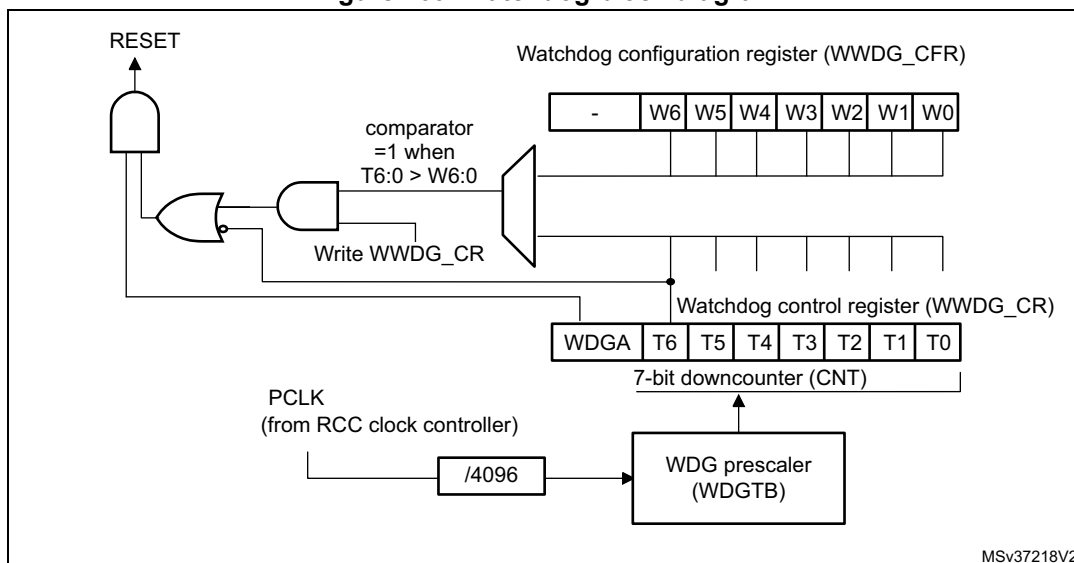 RESET
Watchdog configuration register (WWDG_CFR)
- W6 W5 W4 W3 W2 W1 W0
comparator
=1 when
T6:0 > W6:0
Write WWDG_CR
Watchdog control register (WWDG_CR)
WDGA T6 T5 T4 T3 T2 T1 T0
7-bit downcounter (CNT)
PCLK
(from RCC clock controller)
/4096
WDG prescaler
(WDGTB)
MSv37218V2